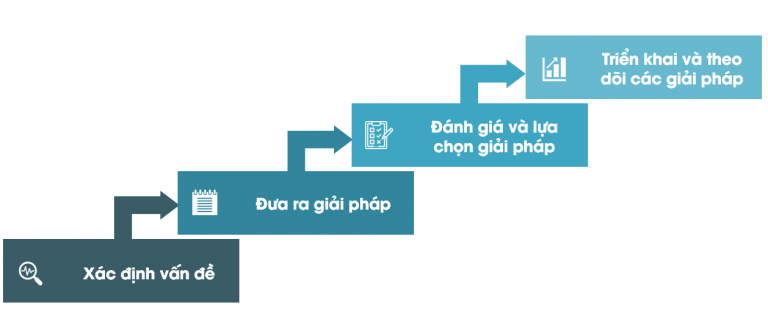 Triển khai và theo
dõi các giải pháp
Đánh giá và lựa
chọn giải pháp
Đưa ra giải pháp
Xác định vấn đề